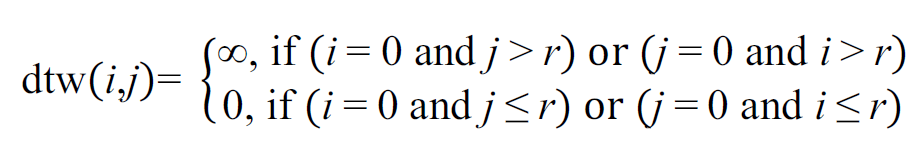 ∞, if (i = 0 and j > r) or (j = 0 and i > r)
dtw(i,j)= {
0, if (i = 0 and j ≤ r) or (j = 0 and i ≤ r)